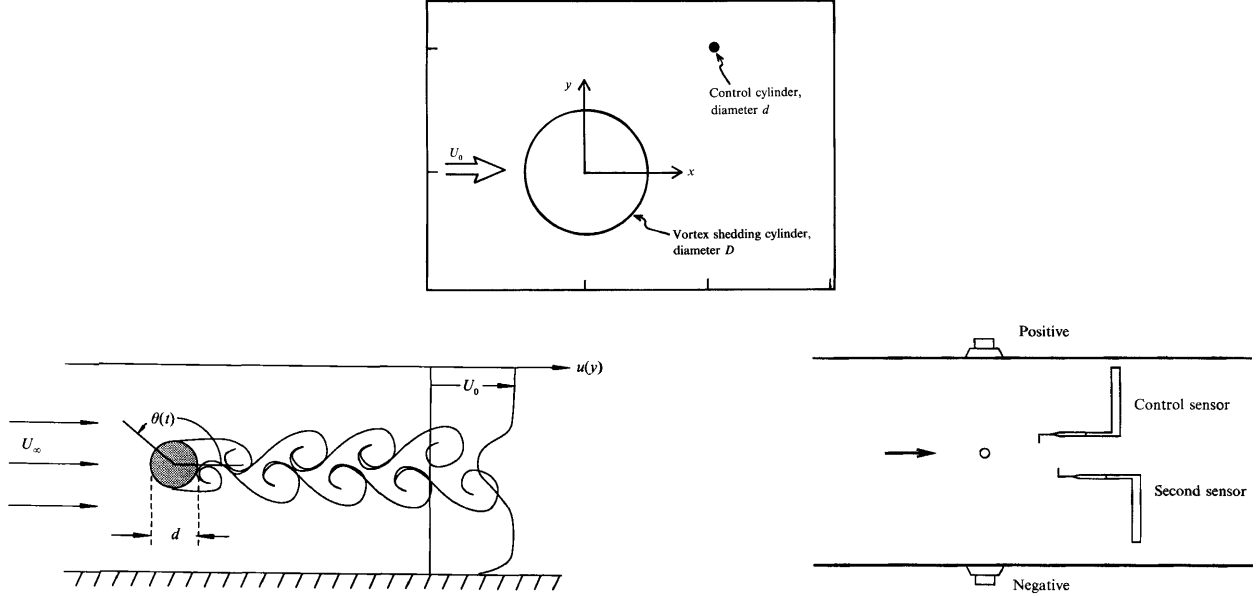 y
Control cylinder,
diameter d
U₀
x
Vortex shedding cylinder,
diameter D
u(y)
U₀
θ(t)
U∞
d
Positive
Control sensor
Second sensor
Negative